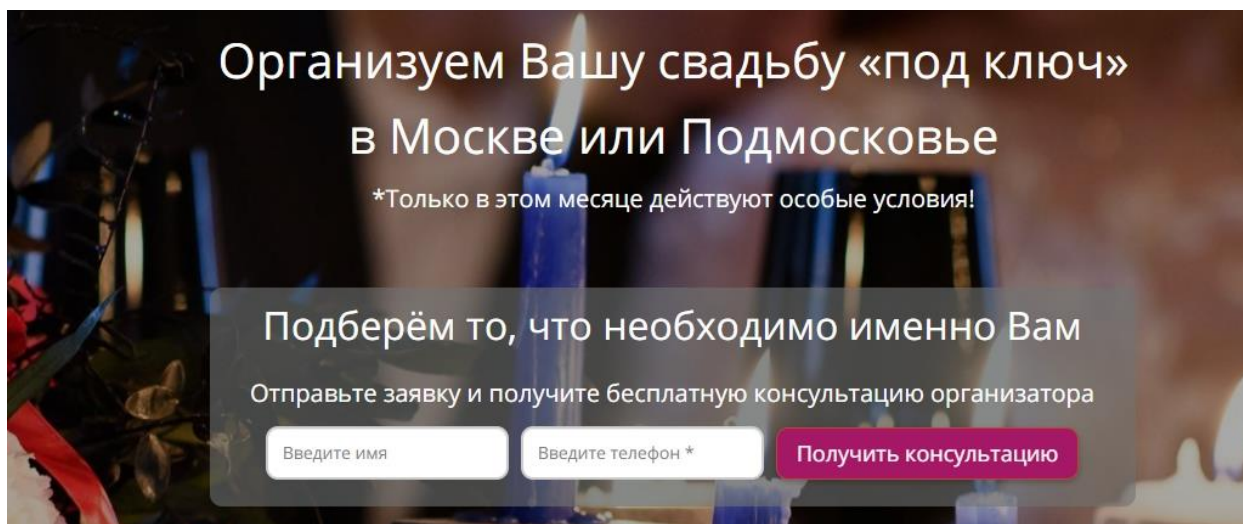 Организуем Вашу свадьбу «под ключ»
в Москве или Подмосковье
*Только в этом месяце действуют особые условия!
Подберём то, что необходимо именно Вам
Отправьте заявку и получите бесплатную консультацию организатора
Введите имя
Введите телефон *
Получить консультацию